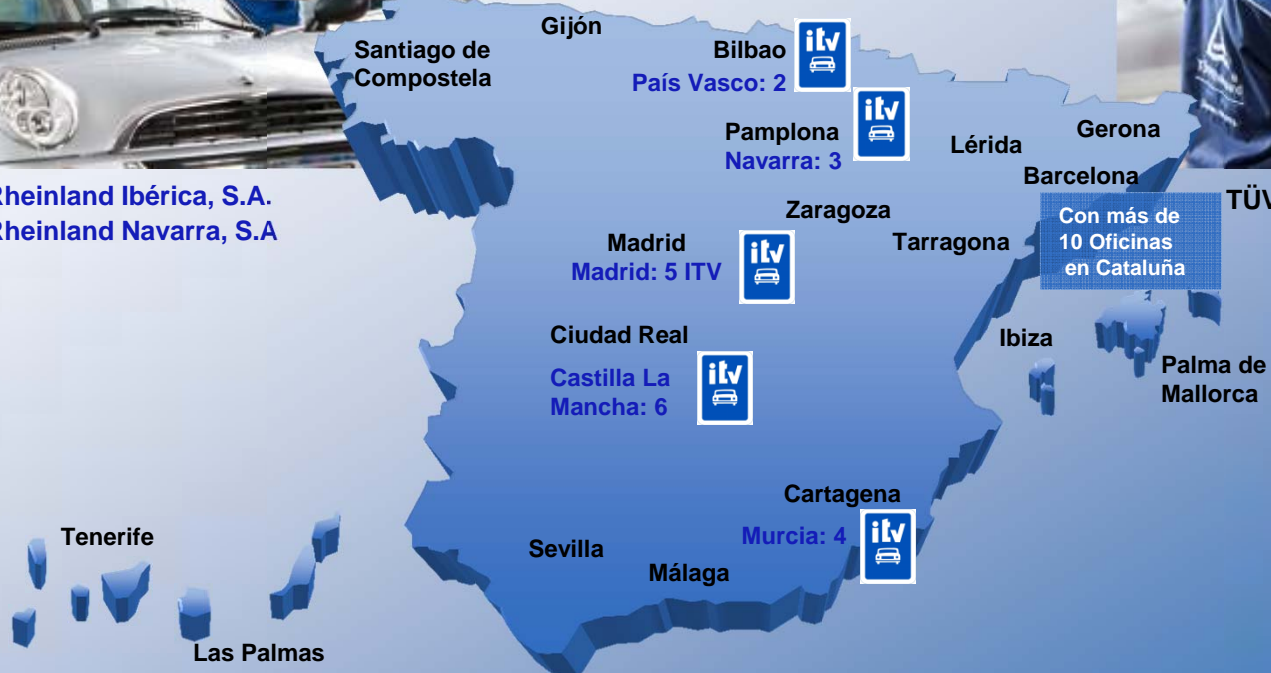 Gijón
Santiago de
Compostela
Bilbao
itv
País Vasco: 2
itv
Pamplona
Navarra: 3
Lérida
Gerona
Barcelona
Rheinland Ibérica, S.A.
Rheinland Navarra, S.A
TÜV
Con más de
10 Oficinas
en Cataluña
Zaragoza
Tarragona
Madrid
Madrid: 5 ITV
itv
Ciudad Real
Castilla La
Mancha: 6
itv
Ibiza
Palma de
Mallorca
Cartagena
Murcia: 4
itv
Tenerife
Sevilla
Málaga
Las Palmas